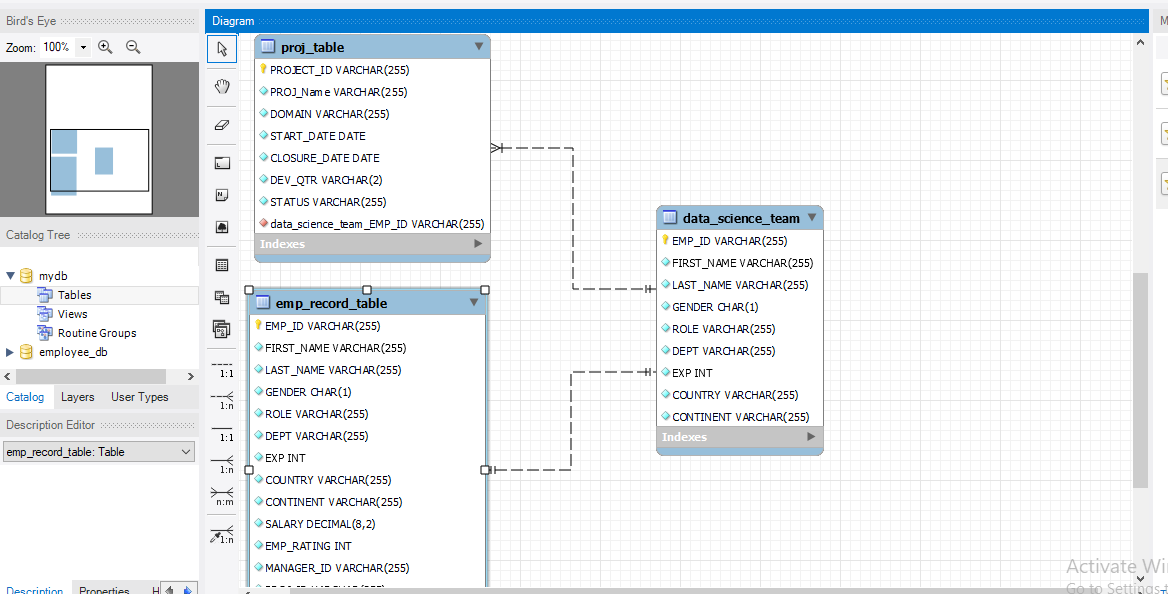 Bird's Eye
Zoom: 100%
Catalog Tree
mydb
Tables
Views
Routine Groups
employee_db
Catalog Layers User Types
Description Editor
emp_record_table: Table
Description Properties H
Diagram
1:1
1:n
1:1
1:n
n:m
1:n
proj_table
PROJECT_ID VARCHAR(255)
PROJ_Name VARCHAR(255)
DOMAIN VARCHAR(255)
START_DATE DATE
CLOSURE_DATE DATE
DEV_QTR VARCHAR(2)
STATUS VARCHAR(255)
data_science_team_EMP_ID VARCHAR(255)
Indexes
emp_record_table
EMP_ID VARCHAR(255)
FIRST_NAME VARCHAR(255)
LAST_NAME VARCHAR(255)
GENDER CHAR(1)
ROLE VARCHAR(255)
DEPT VARCHAR(255)
EXP INT
COUNTRY VARCHAR(255)
CONTINENT VARCHAR(255)
SALARY DECIMAL(8,2)
EMP_RATING INT
MANAGER_ID VARCHAR(255)
data_science_team
EMP_ID VARCHAR(255)
FIRST_NAME VARCHAR(255)
LAST_NAME VARCHAR(255)
GENDER CHAR(1)
ROLE VARCHAR(255)
DEPT VARCHAR(255)
EXP INT
COUNTRY VARCHAR(255)
CONTINENT VARCHAR(255)
Indexes
M
Activate Wi
Go to Settings t